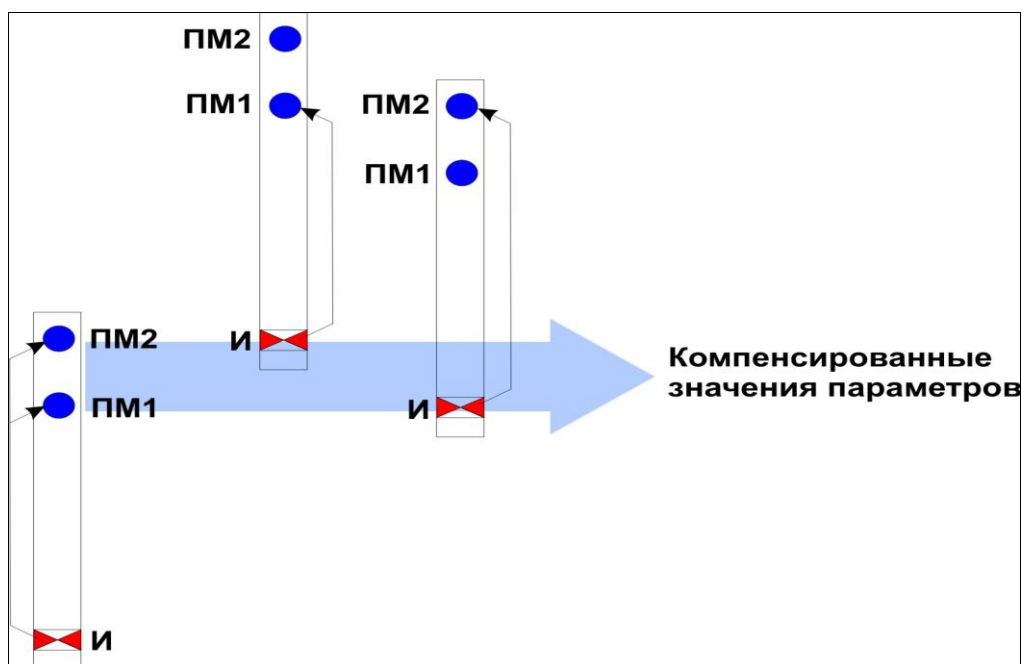 ПМ2
ПМ1
И
ПМ2
ПМ1
И
ПМ2
ПМ1
И
Компенсированные
значения параметров